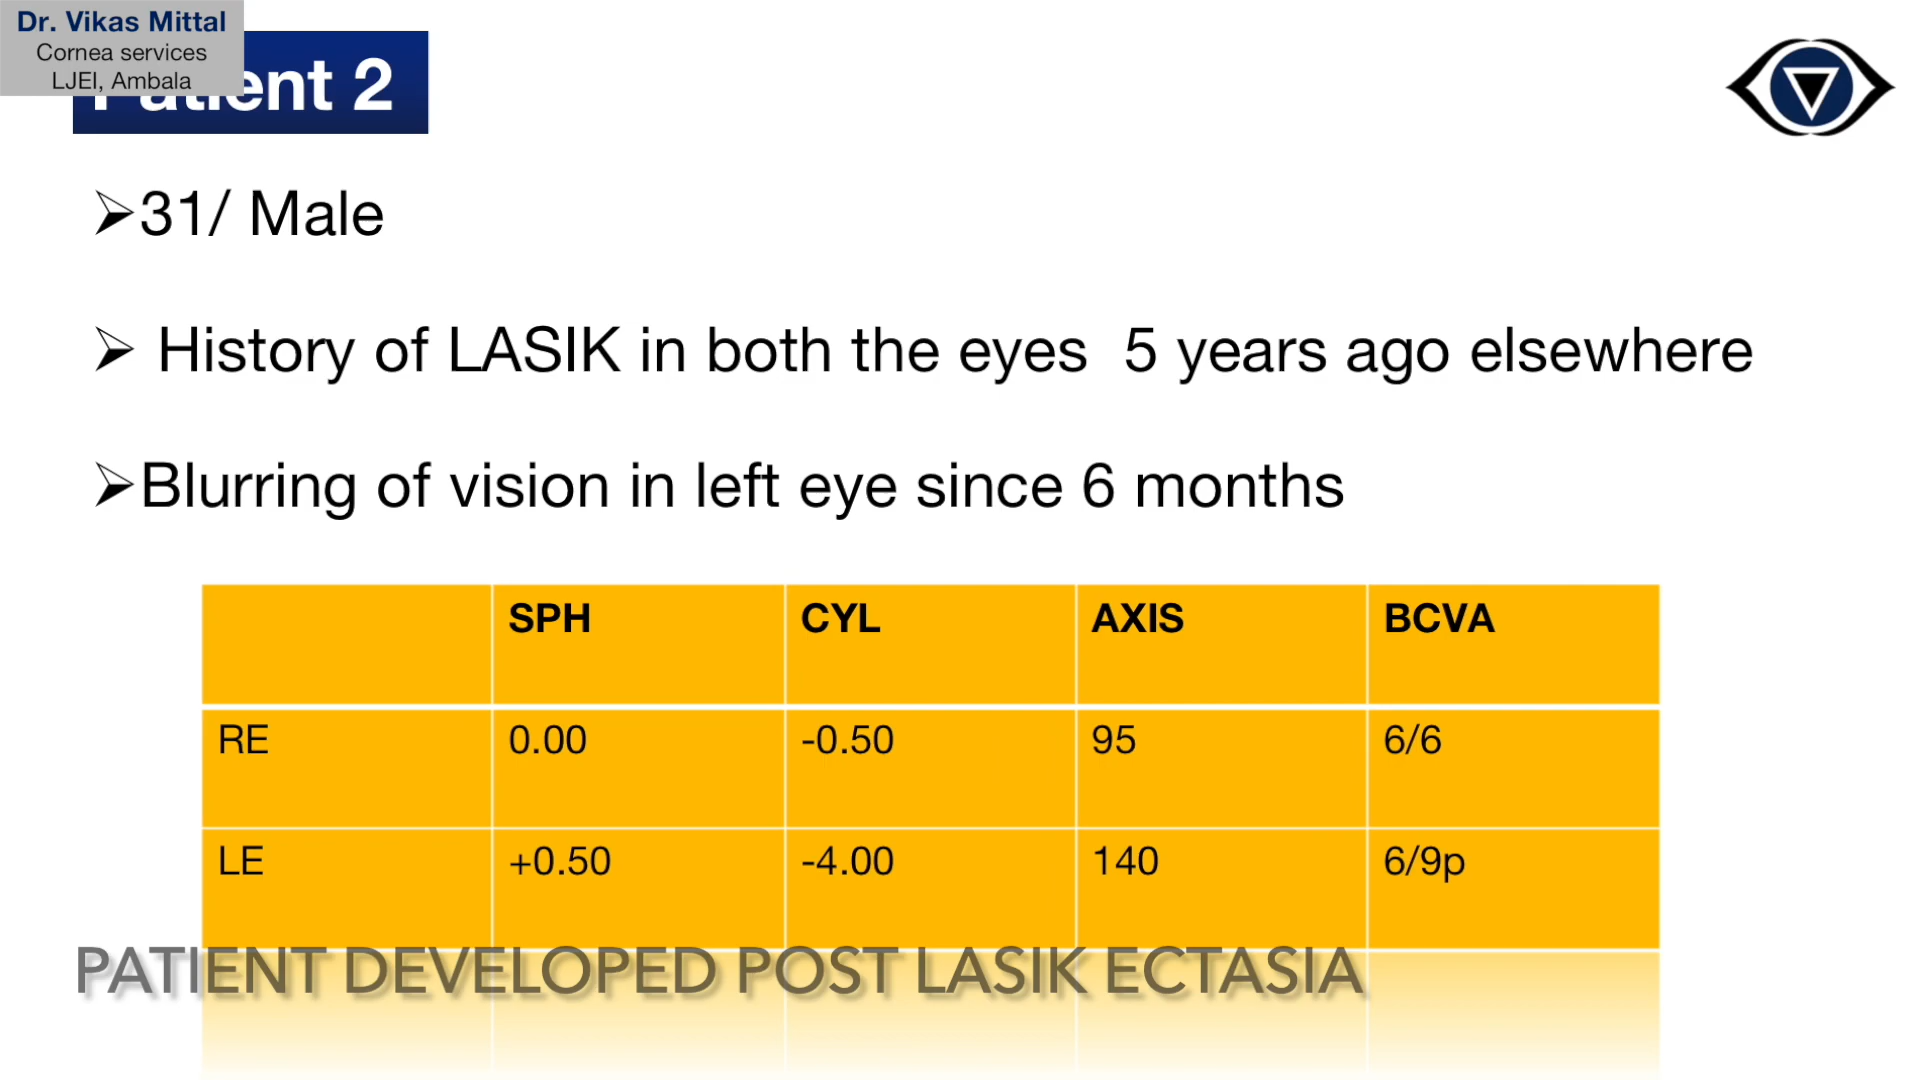 Dr. Vikas Mittal
Cornea services
LJEI, Ambala
Patient 2
31/ Male
History of LASIK in both the eyes 5 years ago elsewhere
Blurring of vision in left eye since 6 months
SPH CYL AXIS BCVA
RE 0.00 -0.50 95 6/6
LE +0.50 -4.00 140 6/9p
PATIENT DEVELOPED POST LASIK ECTASIA